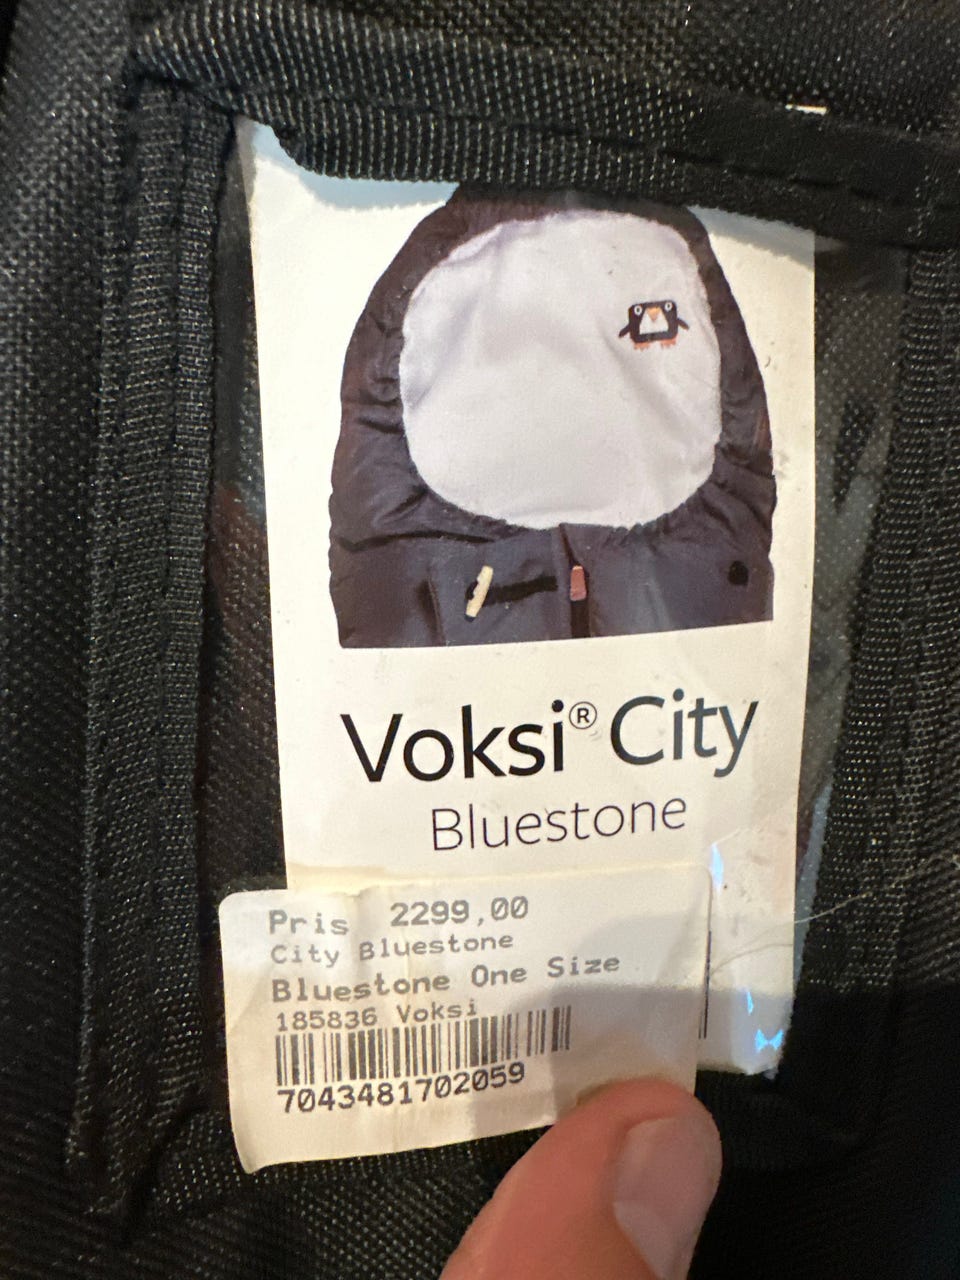 Voksi® City
Bluestone
Pris 2299,00
City Bluestone
Bluestone One Size
185836 Voksi
7043481702059